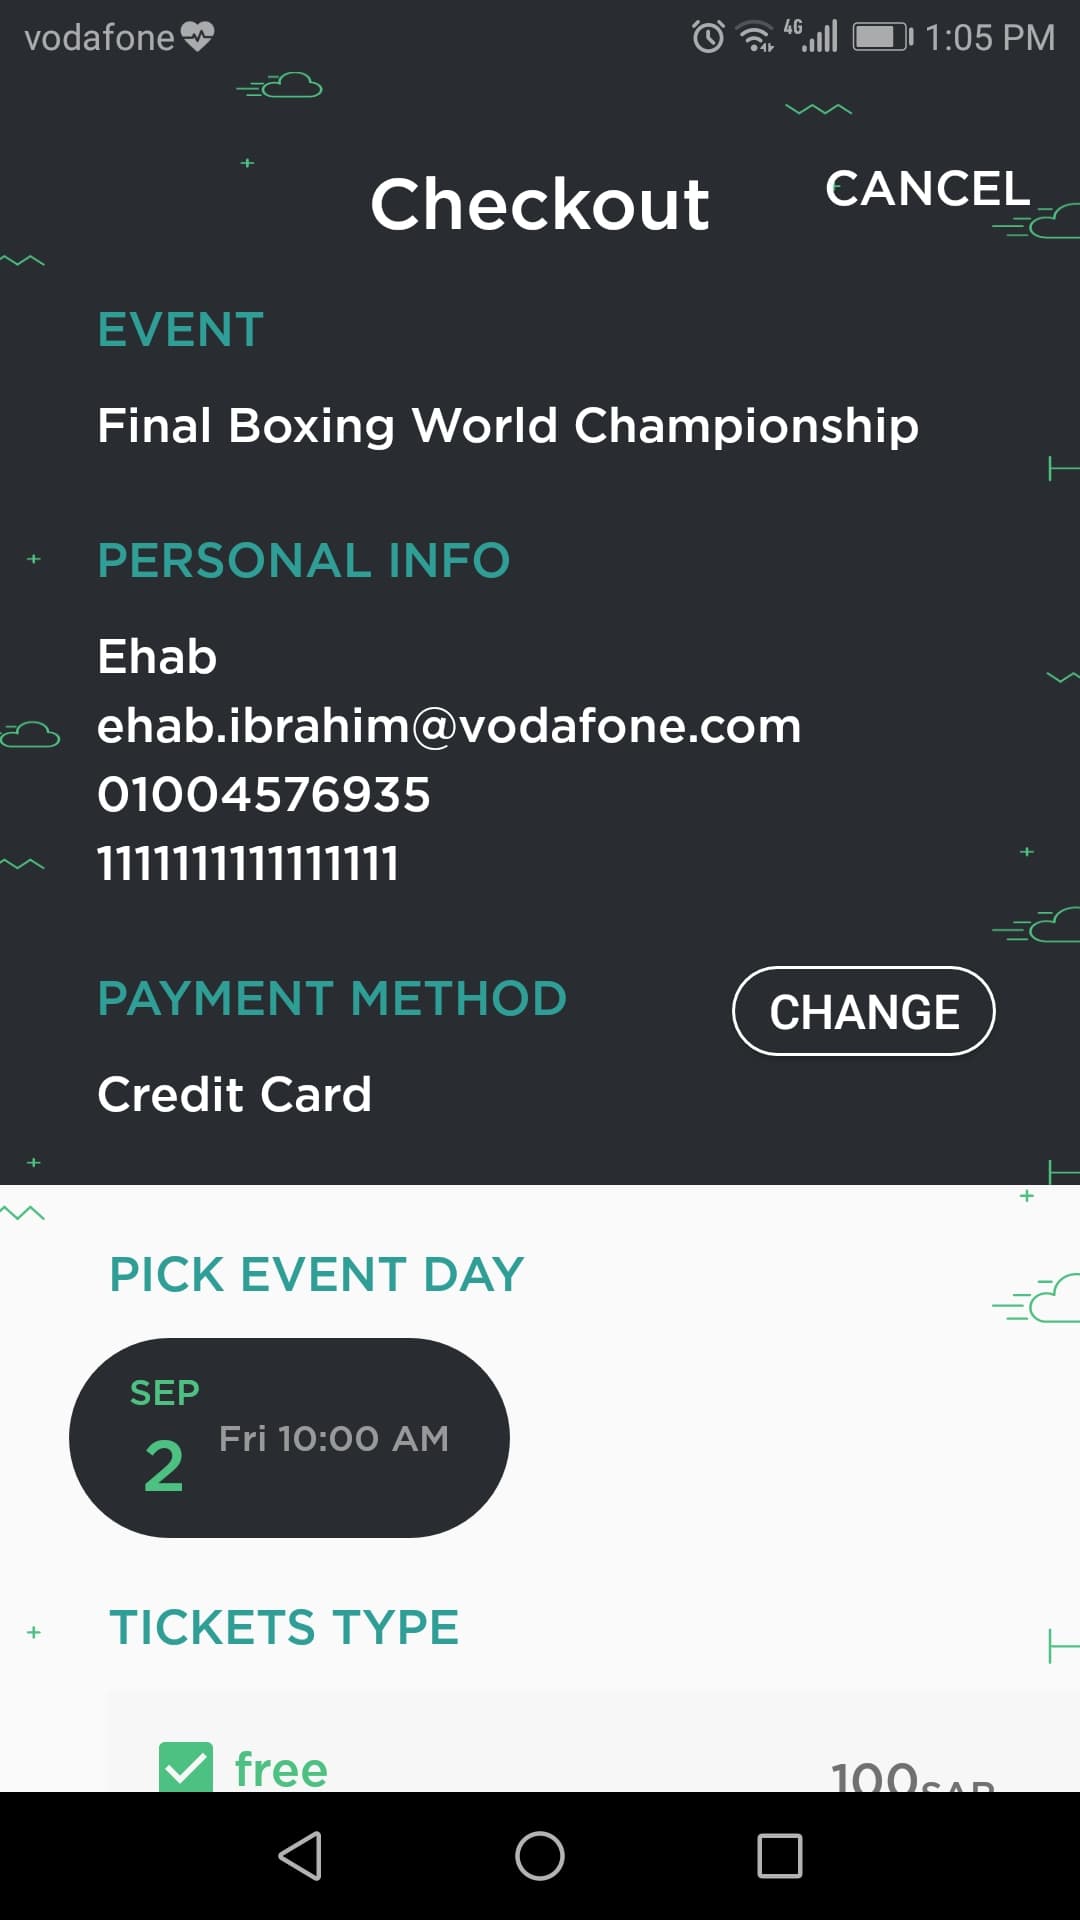 vodafone 4G 1:05 PM
Checkout
CANCEL
EVENT
Final Boxing World Championship
PERSONAL INFO
Ehab
ehab.ibrahim@vodafone.com
01004576935
1111111111111111
PAYMENT METHOD
CHANGE
Credit Card
PICK EVENT DAY
SEP
2
Fri 10:00 AM
TICKETS TYPE
free
100SAR